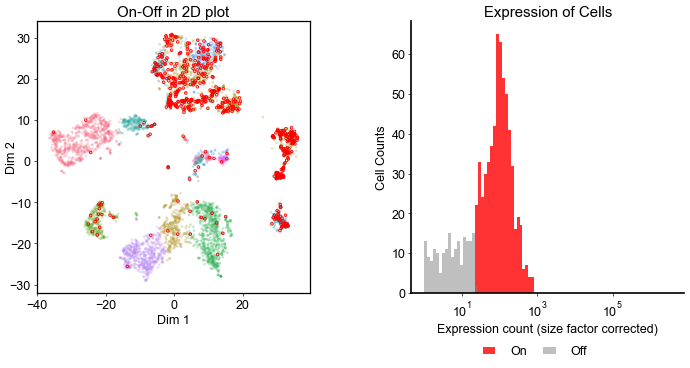 On-Off in 2D plot
Expression of Cells
30
20
10
0
−10
−20
−30
Dim 2
−40
−20
0
20
Dim 1
60
50
40
30
20
10
0
Cell Counts
10¹
10³
10⁵
Expression count (size factor corrected)
On
Off